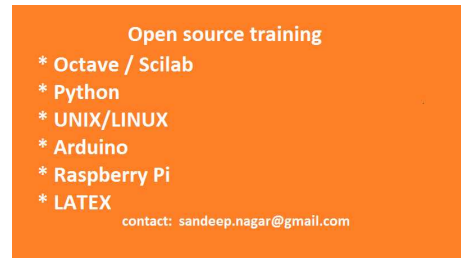 Open source training
* Octave / Scilab
* Python
* UNIX/LINUX
* Arduino
* Raspberry Pi
* LATEX
contact: sandeep.nagar@gmail.com